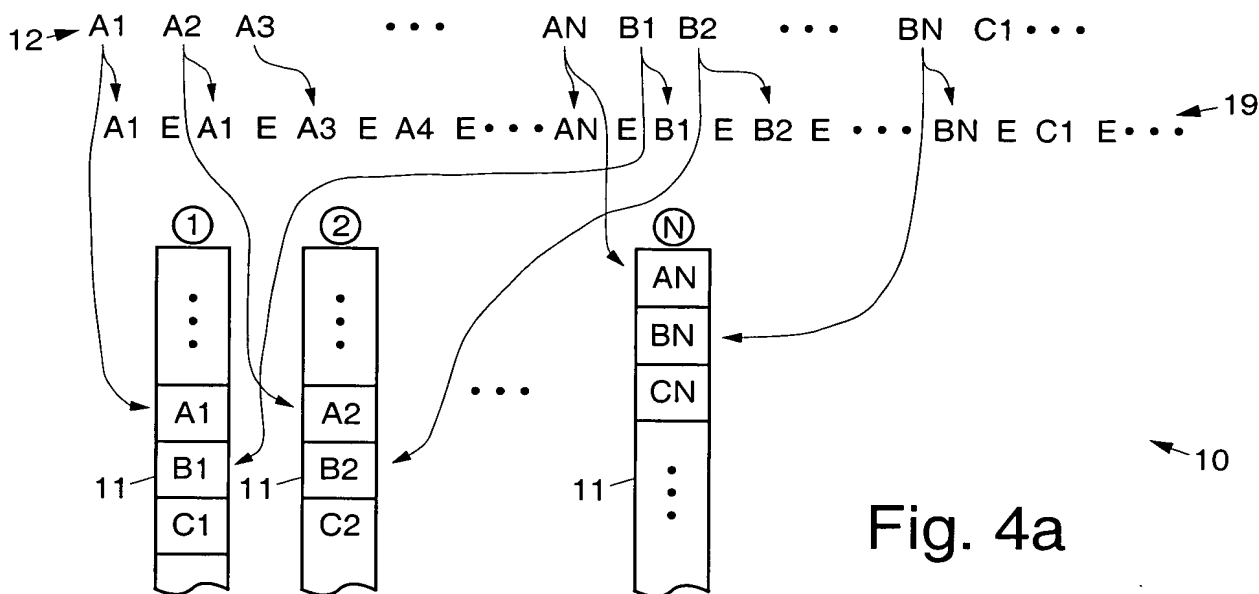 12 A1 A2 A3 ... AN B1 B2 ... BN C1 ...
A1 E A1 E A3 E A4 E ... AN E B1 E B2 E ... BN E C1 E ... 19
1 2 N
...
AN
BN
CN
A1 A2 ...
11 B1 11 B2 11 10
C1 C2
Fig. 4a